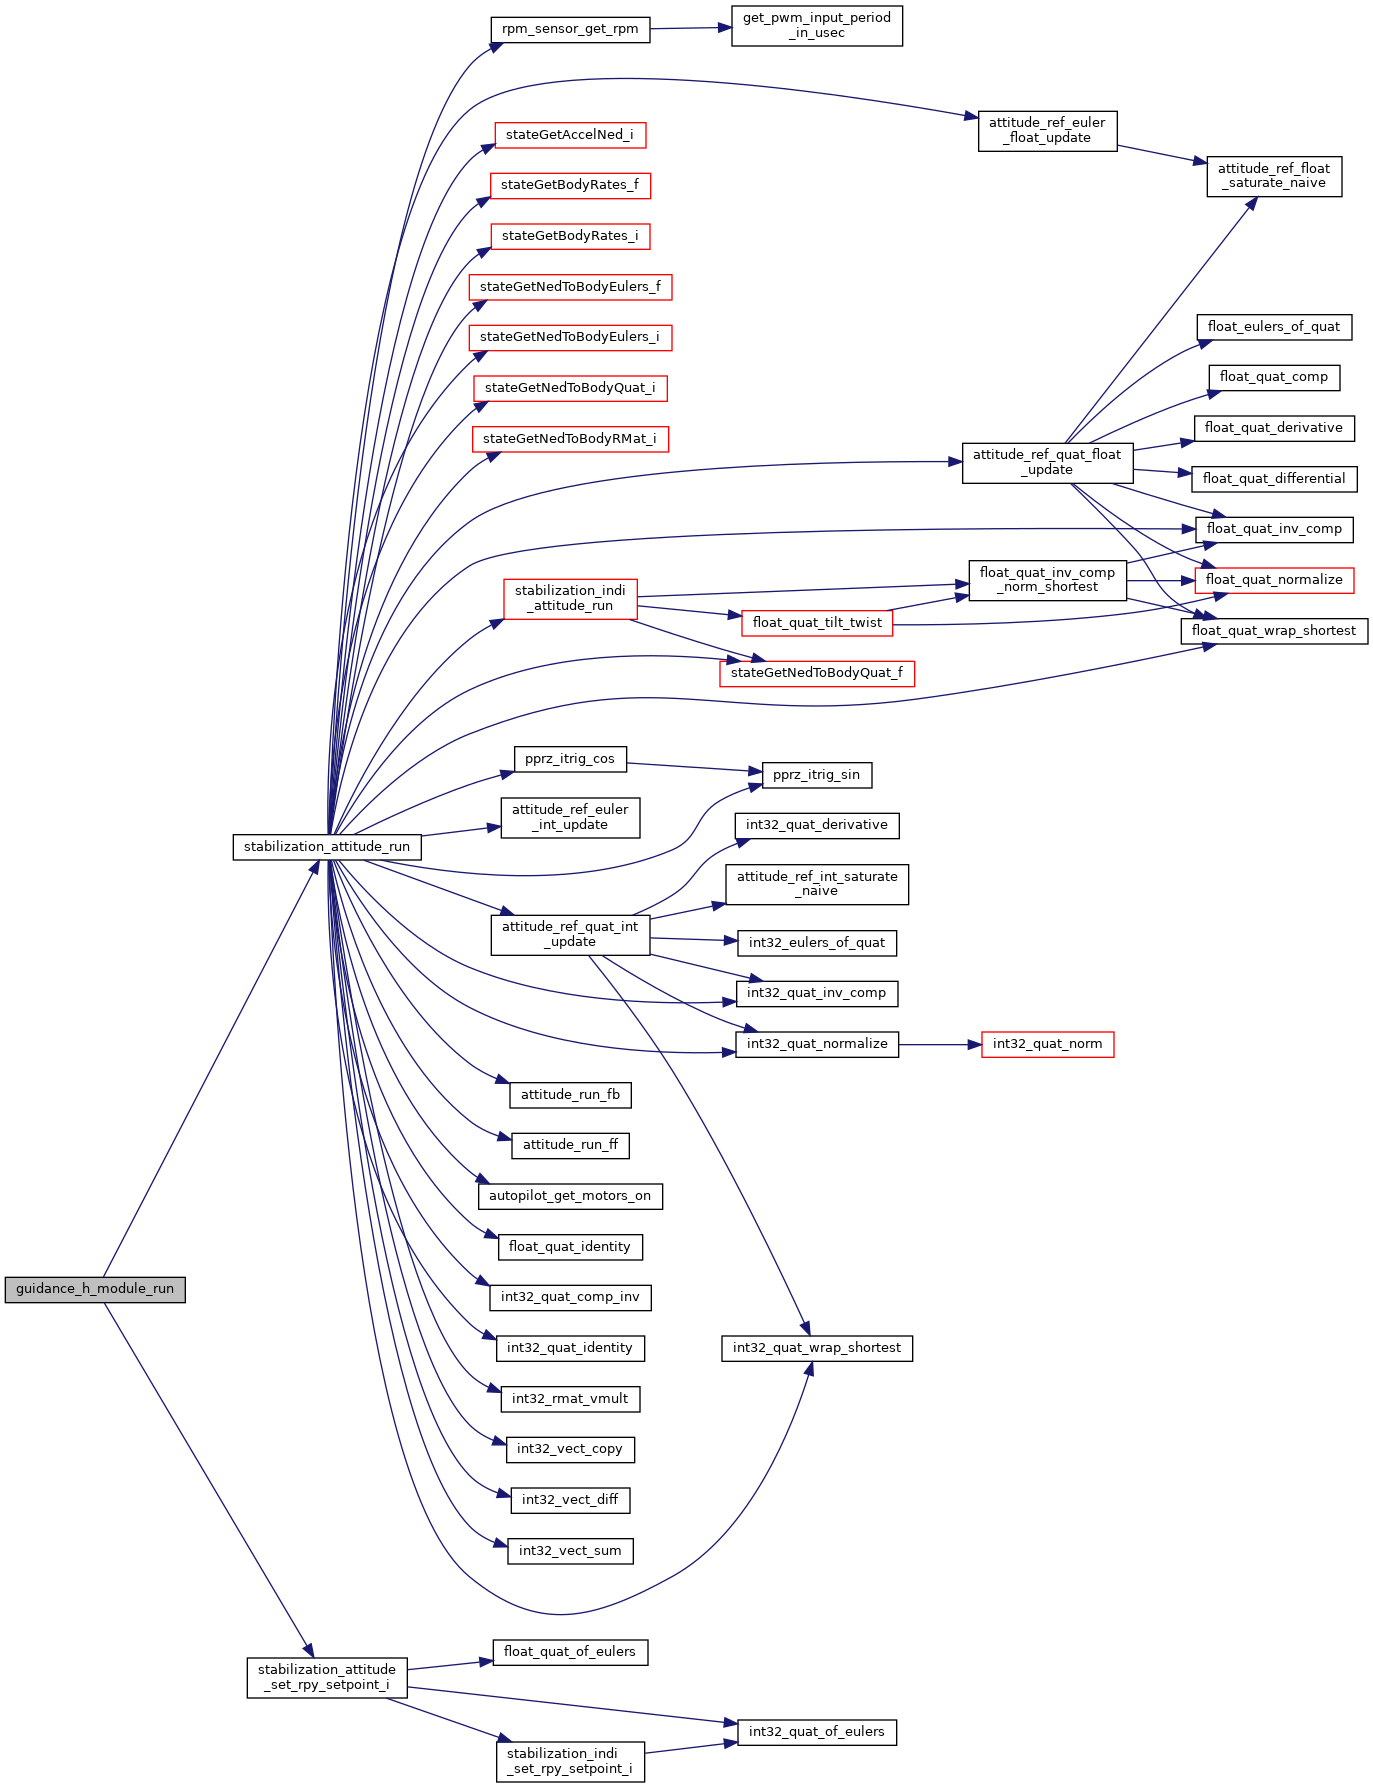 rpm_sensor_get_rpm
get_pwm_input_period
_in_usec
attitude_ref_euler
_float_update
stateGetAccelNed_i
attitude_ref_float
_saturate_naive
stateGetBodyRates_f
stateGetBodyRates_i
stateGetNedToBodyEulers_f
float_eulers_of_quat
stateGetNedToBodyEulers_i
float_quat_comp
stateGetNedToBodyQuat_i
float_quat_derivative
stateGetNedToBodyRMat_i
attitude_ref_quat_float
_update
float_quat_differential
float_quat_inv_comp
float_quat_inv_comp
_norm_shortest
float_quat_normalize
stabilization_indi
_attitude_run
float_quat_tilt_twist
float_quat_wrap_shortest
stateGetNedToBodyQuat_f
pprz_itrig_cos
pprz_itrig_sin
attitude_ref_euler
_int_update
int32_quat_derivative
stabilization_attitude_run
attitude_ref_int_saturate
_naive
attitude_ref_quat_int
_update
int32_eulers_of_quat
int32_quat_inv_comp
int32_quat_normalize
int32_quat_norm
attitude_run_fb
attitude_run_ff
autopilot_get_motors_on
float_quat_identity
guidance_h_module_run
int32_quat_comp_inv
int32_quat_identity
int32_quat_wrap_shortest
int32_rmat_vmult
int32_vect_copy
int32_vect_diff
int32_vect_sum
float_quat_of_eulers
stabilization_attitude
_set_rpy_setpoint_i
int32_quat_of_eulers
stabilization_indi
_set_rpy_setpoint_i